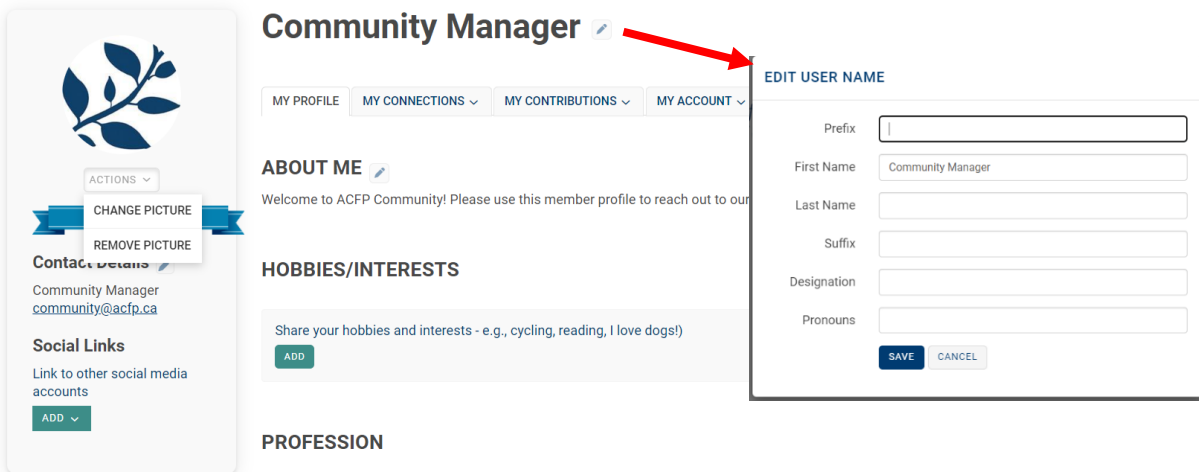 Community Manager
MY PROFILE
MY CONNECTIONS
MY CONTRIBUTIONS
MY ACCOUNT
ACTIONS
CHANGE PICTURE
REMOVE PICTURE
Contact Details
Community Manager
community@acfp.ca
Social Links
Link to other social media
accounts
ADD
ABOUT ME
Welcome to ACFP Community! Please use this member profile to reach out to our
HOBBIES/INTERESTS
Share your hobbies and interests - e.g., cycling, reading, I love dogs!)
ADD
PROFESSION
EDIT USER NAME
Prefix
First Name Community Manager
Last Name
Suffix
Designation
Pronouns
SAVE CANCEL